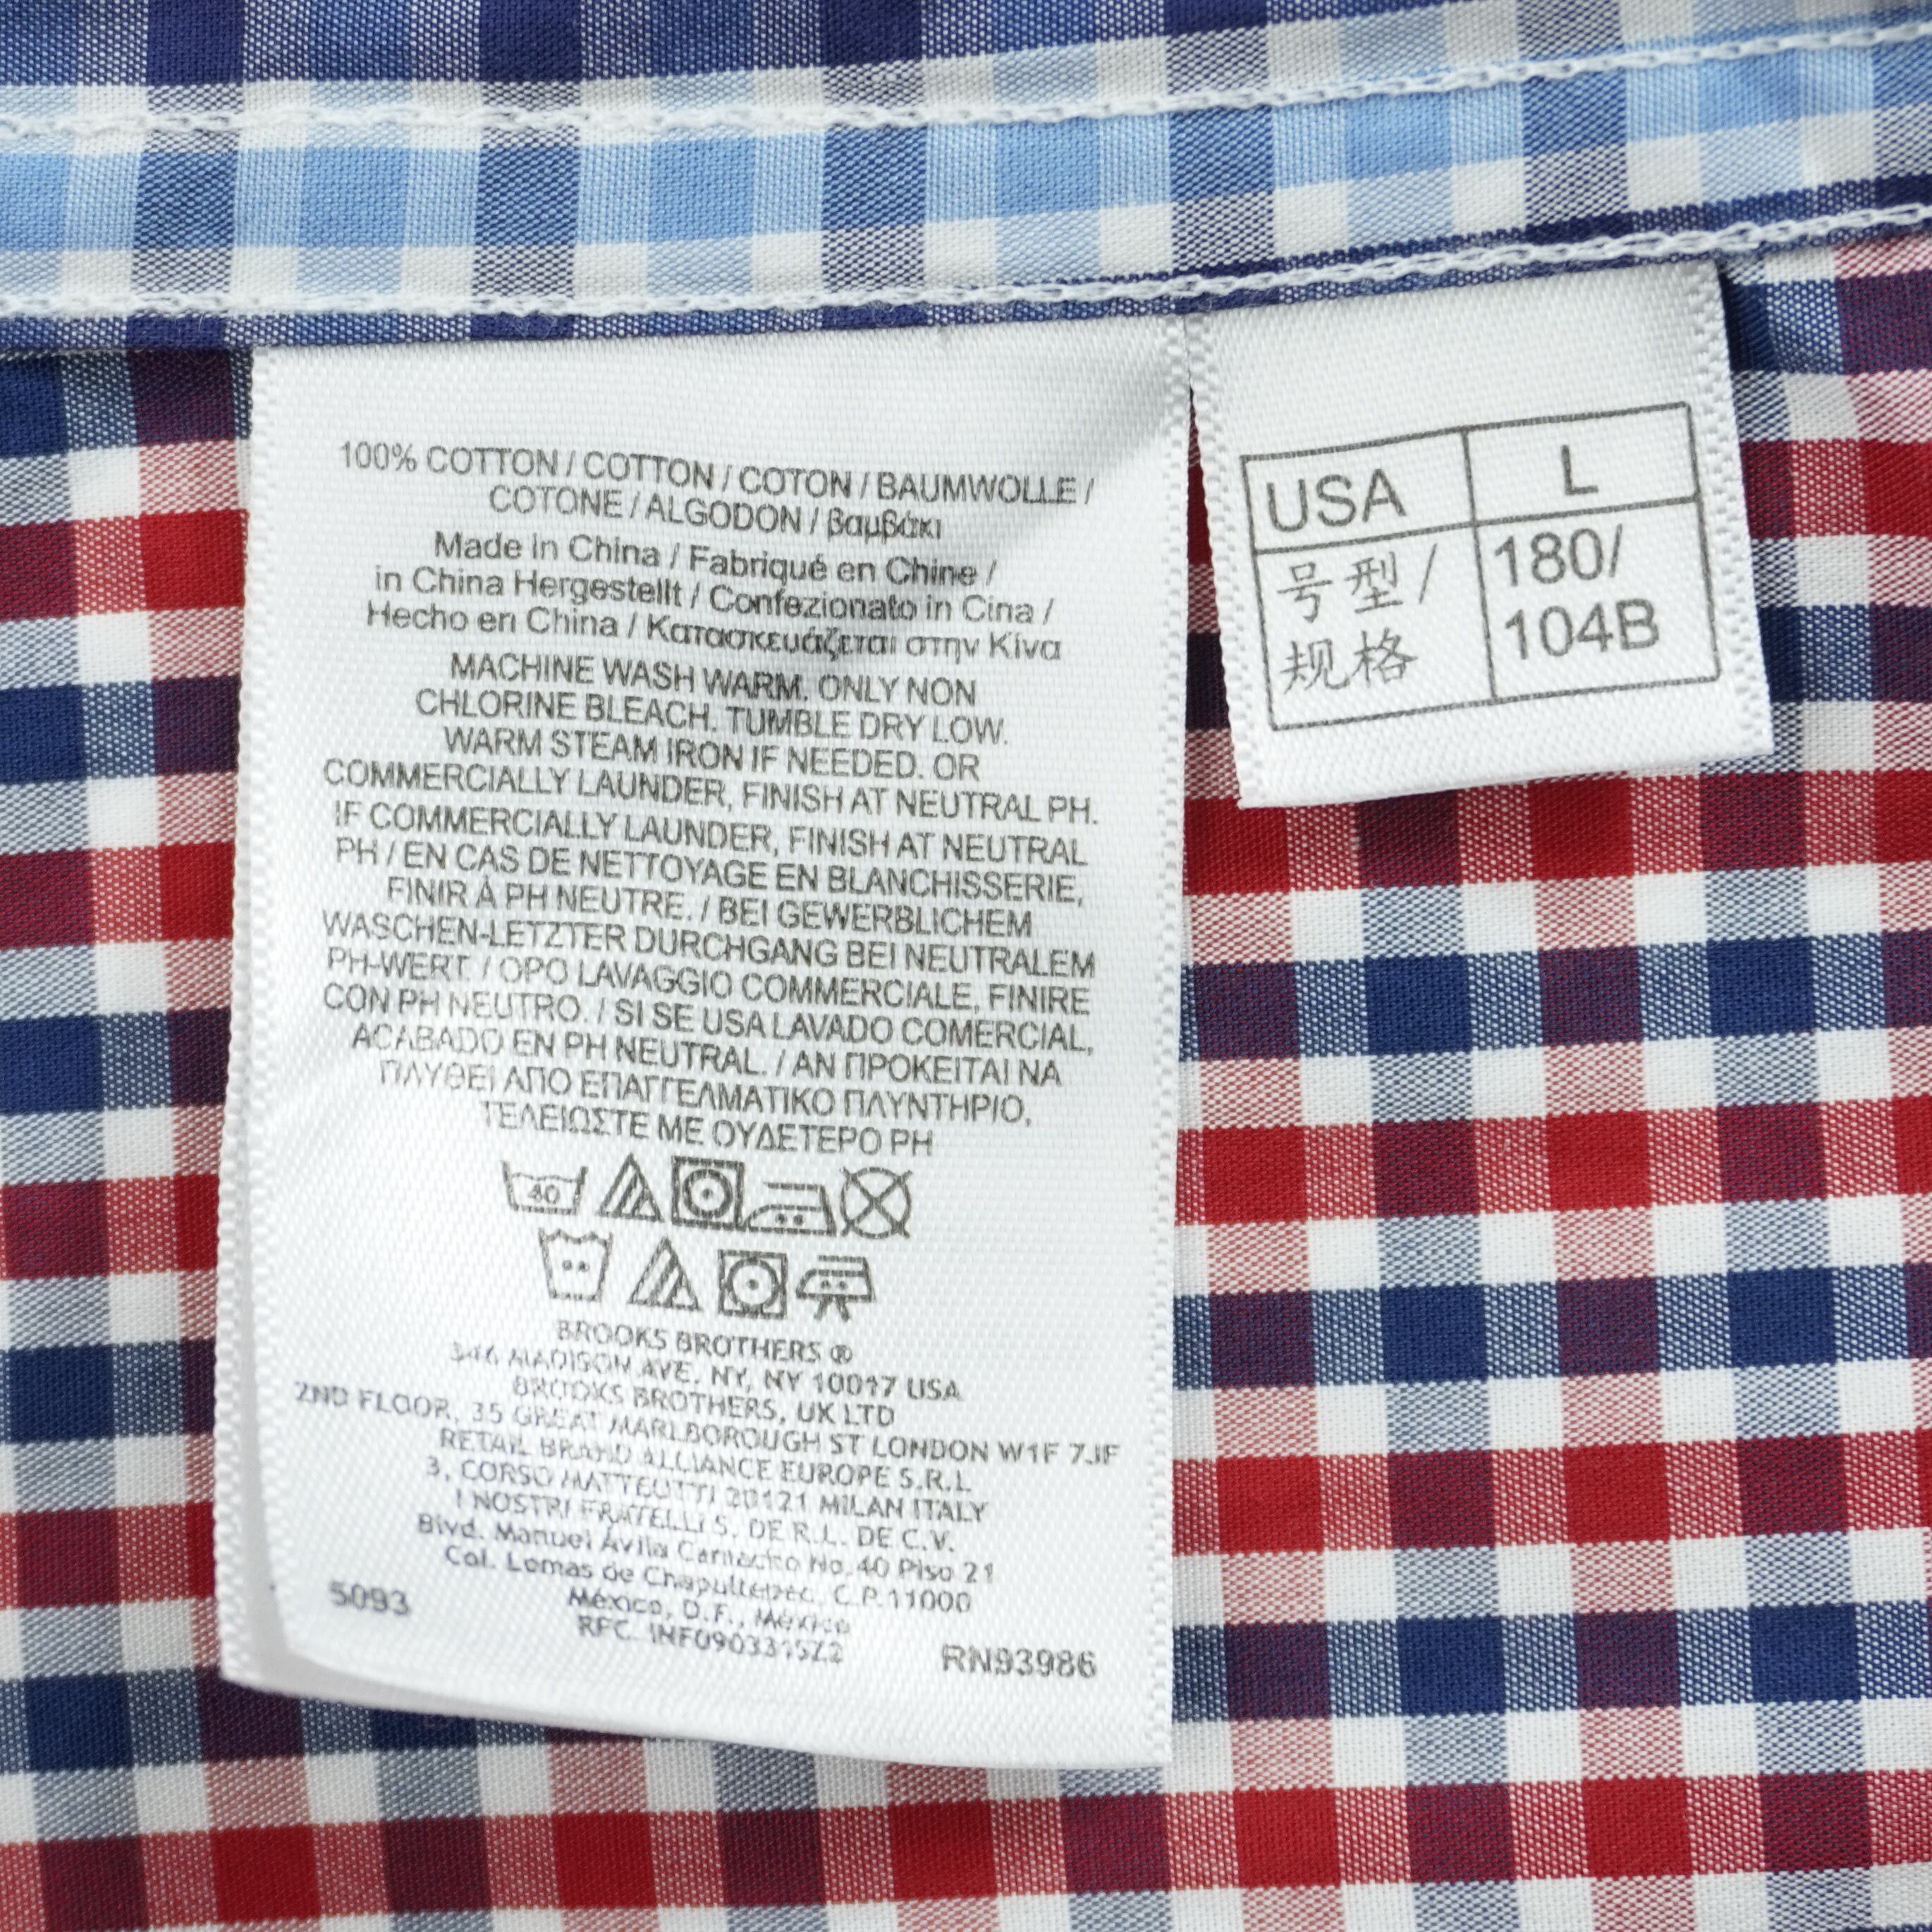 100% COTTON / COTTON / COTON / BAUMWOLLE /
COTONE / ALGODON / βαμβάκι
Made in China / Fabriqué en Chine /
in China Hergestellt / Confezionato in Cina /
Hecho en China / Κατασκευάζεται στην Κίνα
MACHINE WASH WARM. ONLY NON
CHLORINE BLEACH. TUMBLE DRY LOW.
WARM STEAM IRON IF NEEDED. OR
COMMERCIALLY LAUNDER, FINISH AT NEUTRAL PH.
IF COMMERCIALLY LAUNDER, FINISH AT NEUTRAL
PH / EN CAS DE NETTOYAGE EN BLANCHISSERIE,
FINIR À PH NEUTRE. / BEI GEWERBLICHEM
WASCHEN-LETZTER DURCHGANG BEI NEUTRALEM
PH-WERT. / OPO LAVAGGIO COMMERCIALE, FINIRE
CON PH NEUTRO. / SI SE USA LAVADO COMERCIAL,
ACABADO EN PH NEUTRAL. / ΑΝ ΠΡΟΚΕΙΤΑΙ ΝΑ
ΠΛΥΘΕΙ ΑΠΟ ΕΠΑΓΓΕΛΜΑΤΙΚΟ ΠΛΥΝΤΗΡΙΟ,
ΤΕΛΕΙΩΣΤΕ ΜΕ ΟΥΔΕΤΕΡΟ PH
40
BROOKS BROTHERS ®
346 MADISON AVE. NY, NY 10017 USA
BROOKS BROTHERS, UK LTD
2ND FLOOR, 35 GREAT MARLBOROUGH ST LONDON W1F 7JF
RETAIL BRAND ALLIANCE EUROPE S.R.L
3, CORSO MATTEOTTI 20121 MILAN ITALY
I NOSTRI FRATELLI S. DE R.L. DE C.V.
Blvd. Manuel Ávila Camacho No.40 Piso 21
Col. Lomas de Chapultepec, C.P.11000
México, D.F., México
RFC. INF0903315Z2
5093
RN93986
USA L
号型/ 180/
规格 104B